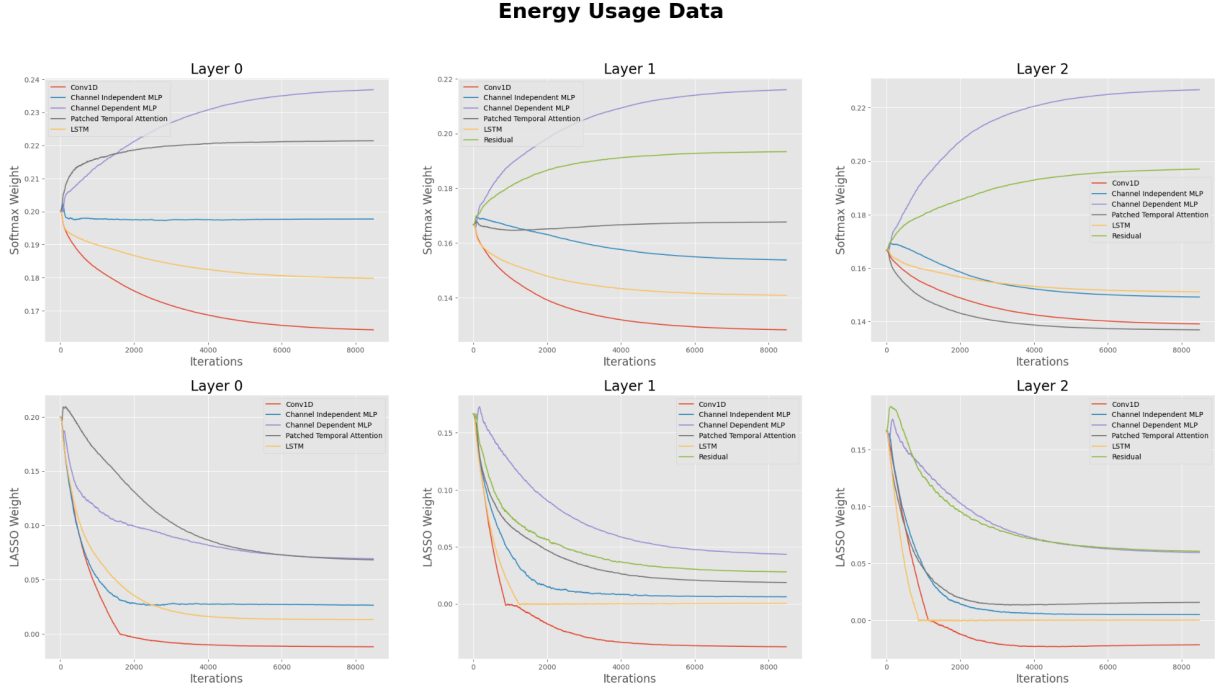 Energy Usage Data
Layer 0
Softmax Weight
0.24
0.23
0.22
0.21
0.20
0.19
0.18
0.17
Conv1D
Channel Independent MLP
Channel Dependent MLP
Patched Temporal Attention
LSTM
0
2000
4000
6000
8000
Iterations
Layer 1
Softmax Weight
0.22
0.20
0.18
0.16
0.14
Conv1D
Channel Independent MLP
Channel Dependent MLP
Patched Temporal Attention
LSTM
Residual
0
2000
4000
6000
8000
Iterations
Layer 2
Softmax Weight
0.22
0.20
0.18
0.16
0.14
Conv1D
Channel Independent MLP
Channel Dependent MLP
Patched Temporal Attention
LSTM
Residual
0
2000
4000
6000
8000
Iterations
Layer 0
LASSO Weight
0.20
0.15
0.10
0.05
0.00
Conv1D
Channel Independent MLP
Channel Dependent MLP
Patched Temporal Attention
LSTM
0
2000
4000
6000
8000
Iterations
Layer 1
LASSO Weight
0.15
0.10
0.05
0.00
Conv1D
Channel Independent MLP
Channel Dependent MLP
Patched Temporal Attention
LSTM
Residual
0
2000
4000
6000
8000
Iterations
Layer 2
LASSO Weight
0.15
0.10
0.05
0.00
Conv1D
Channel Independent MLP
Channel Dependent MLP
Patched Temporal Attention
LSTM
Residual
0
2000
4000
6000
8000
Iterations